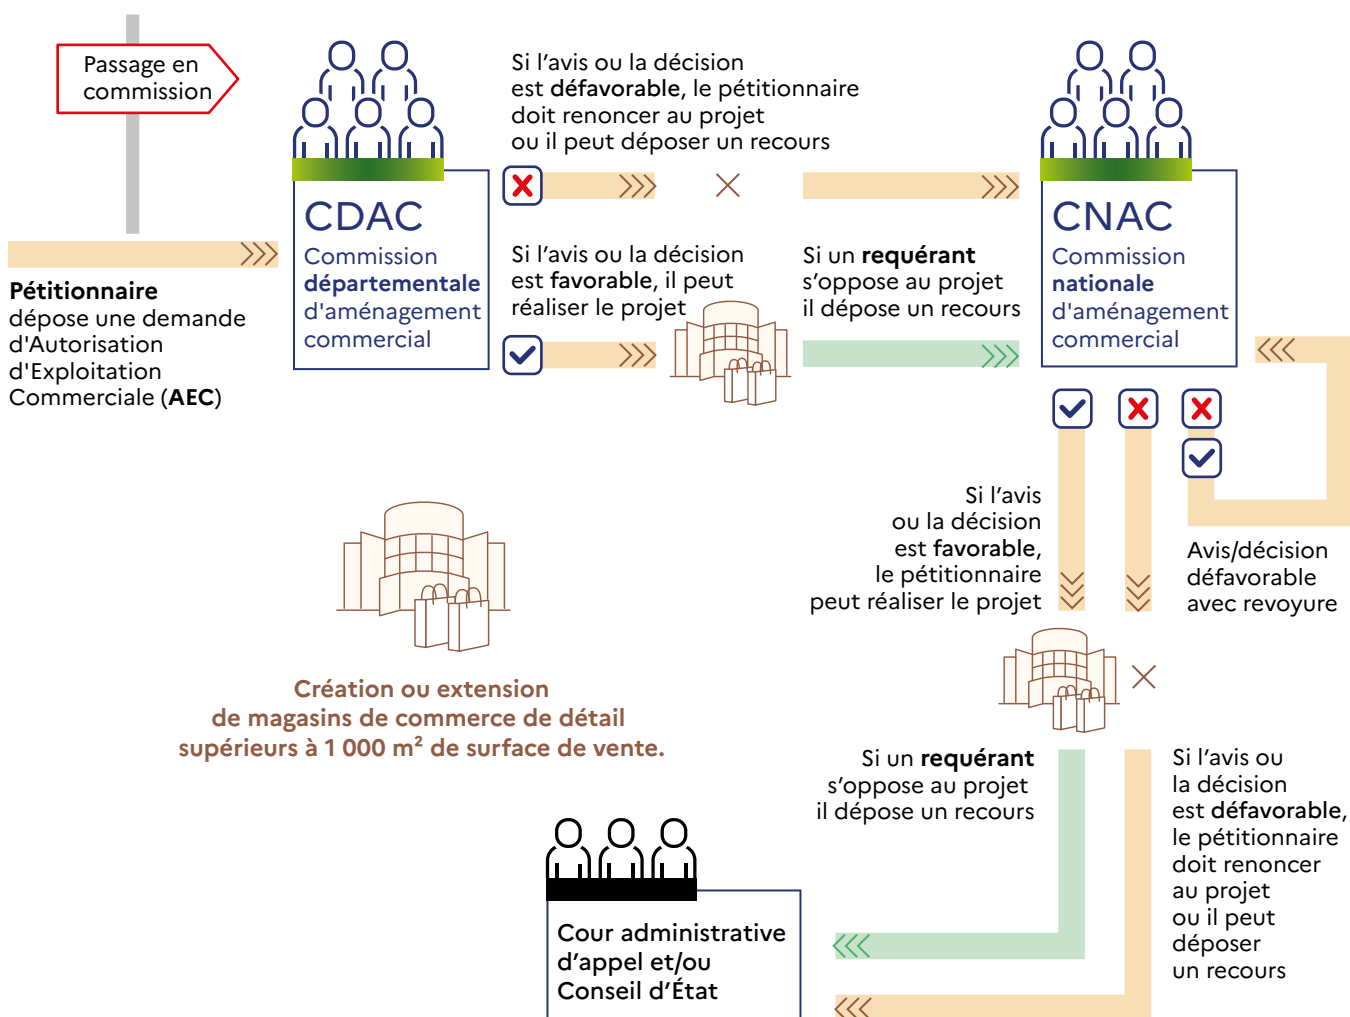 Passage en
commission
Pétitionnaire
dépose une demande
d'Autorisation
d'Exploitation
Commerciale (AEC)
CDAC
Commission
départementale
d'aménagement
commercial
Si l’avis ou la décision
est défavorable, le pétitionnaire
doit renoncer au projet
ou il peut déposer un recours
Si l’avis ou la décision
est favorable, il peut
réaliser le projet
Si un requérant
s’oppose au projet
il dépose un recours
CNAC
Commission
nationale
d'aménagement
commercial
Si l’avis
ou la décision
est favorable,
le pétitionnaire
peut réaliser le projet
Avis/décision
défavorable
avec revoyure
Création ou extension
de magasins de commerce de détail
supérieurs à 1 000 m² de surface de vente.
Si un requérant
s’oppose au projet
il dépose un recours
Si l’avis ou
la décision
est défavorable,
le pétitionnaire
doit renoncer
au projet
ou il peut
déposer
un recours
Cour administrative
d’appel et/ou
Conseil d’État